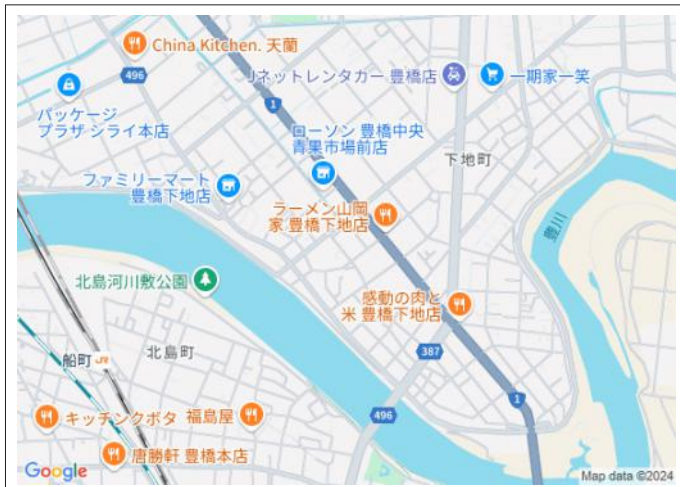 China Kitchen. 天蘭
496
1
Jネットレンタカー 豊橋店
一期家一笑
パッケージ
プラザ シライ本店
ローソン 豊橋中央
青果市場前店
下地町
ファミリーマート
豊橋下地店
ラーメン山岡
家 豊橋下地店
豊川
北島河川敷公園
感動の肉と
米 豊橋下地店
船町 JR
北島町
387
1
496
キッチンクボタ
福島屋
唐勝軒 豊橋本店
Google
Map data ©2024